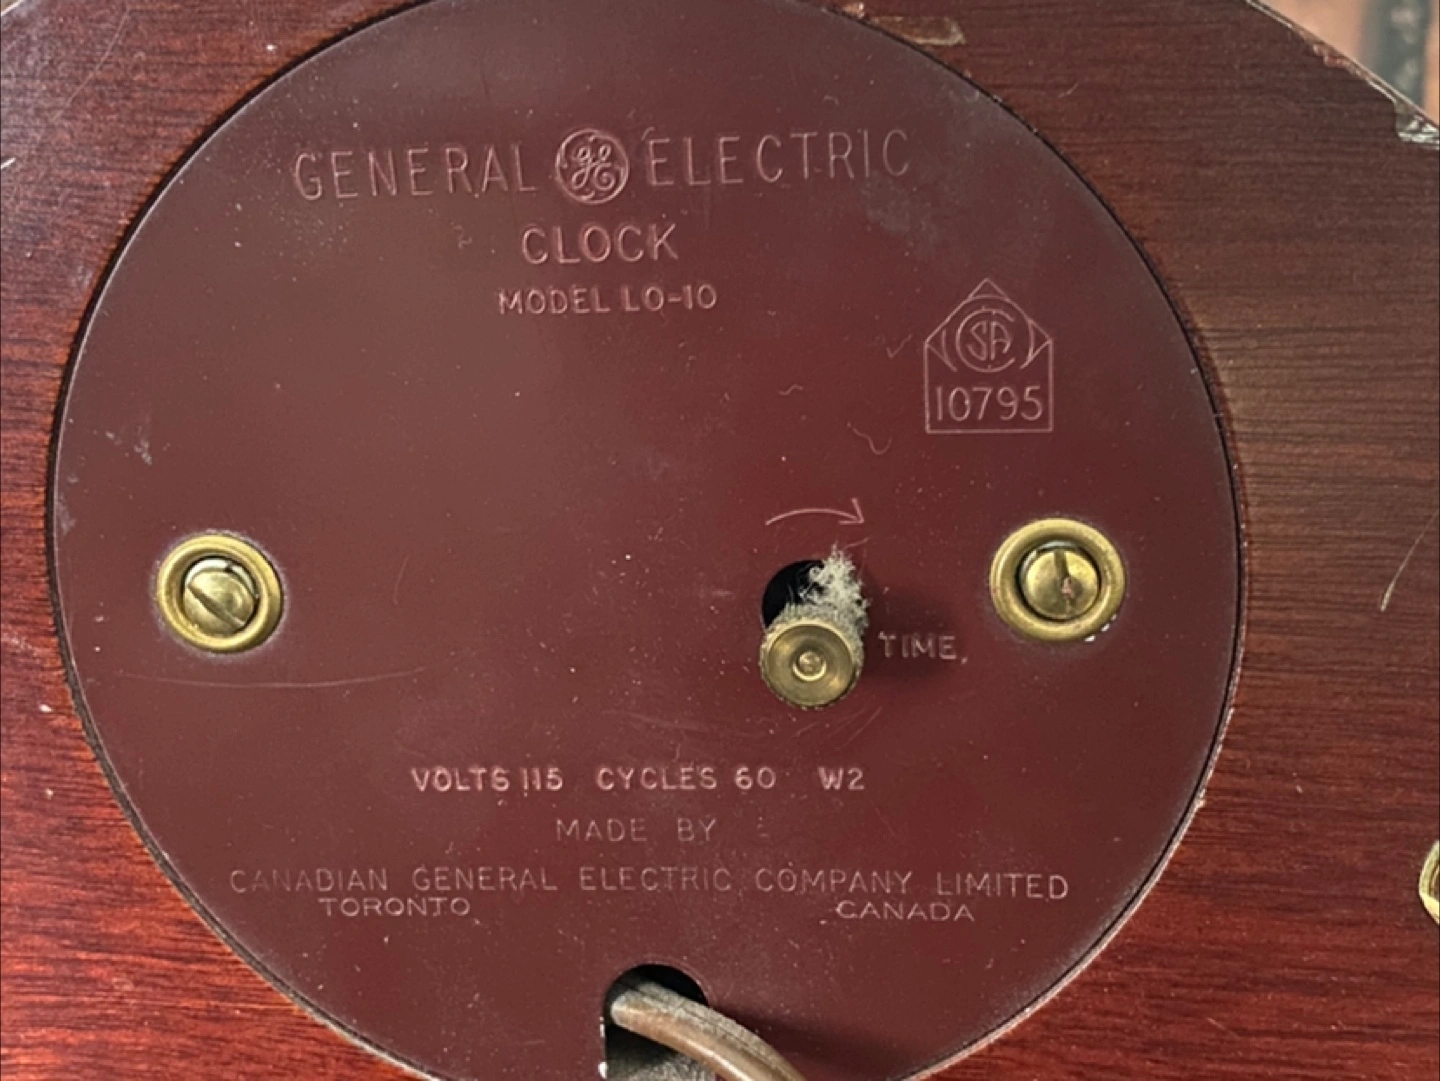 GENERAL GE ELECTRIC
CLOCK
MODEL LO-10
CSA
10795
TIME
VOLTS 115 CYCLES 60 W2
MADE BY
CANADIAN GENERAL ELECTRIC COMPANY LIMITED
TORONTO CANADA